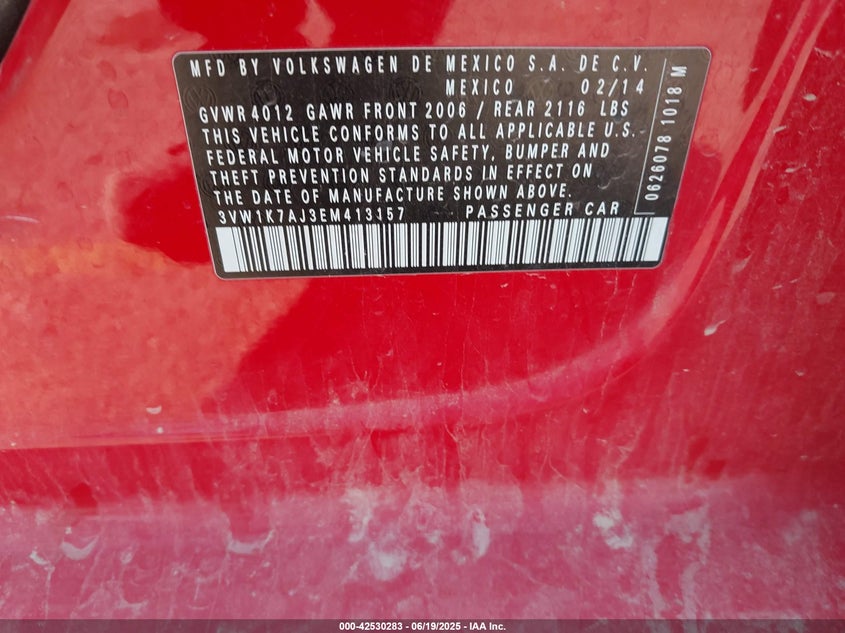 MFD BY VOLKSWAGEN DE MEXICO S.A. DE C.V.
MEXICO 02/14
GVWR 4012 GAWR FRONT 2006 / REAR 2116 LBS
THIS VEHICLE CONFORMS TO ALL APPLICABLE U.S.
FEDERAL MOTOR VEHICLE SAFETY, BUMPER AND
THEFT PREVENTION STANDARDS IN EFFECT ON
THE DATE OF MANUFACTURE SHOWN ABOVE.
3VW1K7AJ3EM413157 PASSENGER CAR
0626078 1018 M
000-42530283 - 06/19/2025 - IAA Inc.